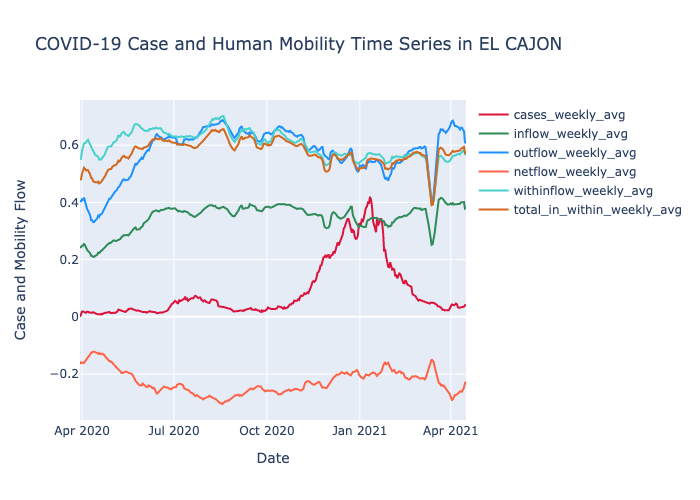 COVID-19 Case and Human Mobility Time Series in EL CAJON
cases_weekly_avg
inflow_weekly_avg
outflow_weekly_avg
netflow_weekly_avg
withinflow_weekly_avg
total_in_within_weekly_avg
Case and Mobility Flow
0.6
0.4
0.2
0
−0.2
Apr 2020
Jul 2020
Oct 2020
Jan 2021
Apr 2021
Date